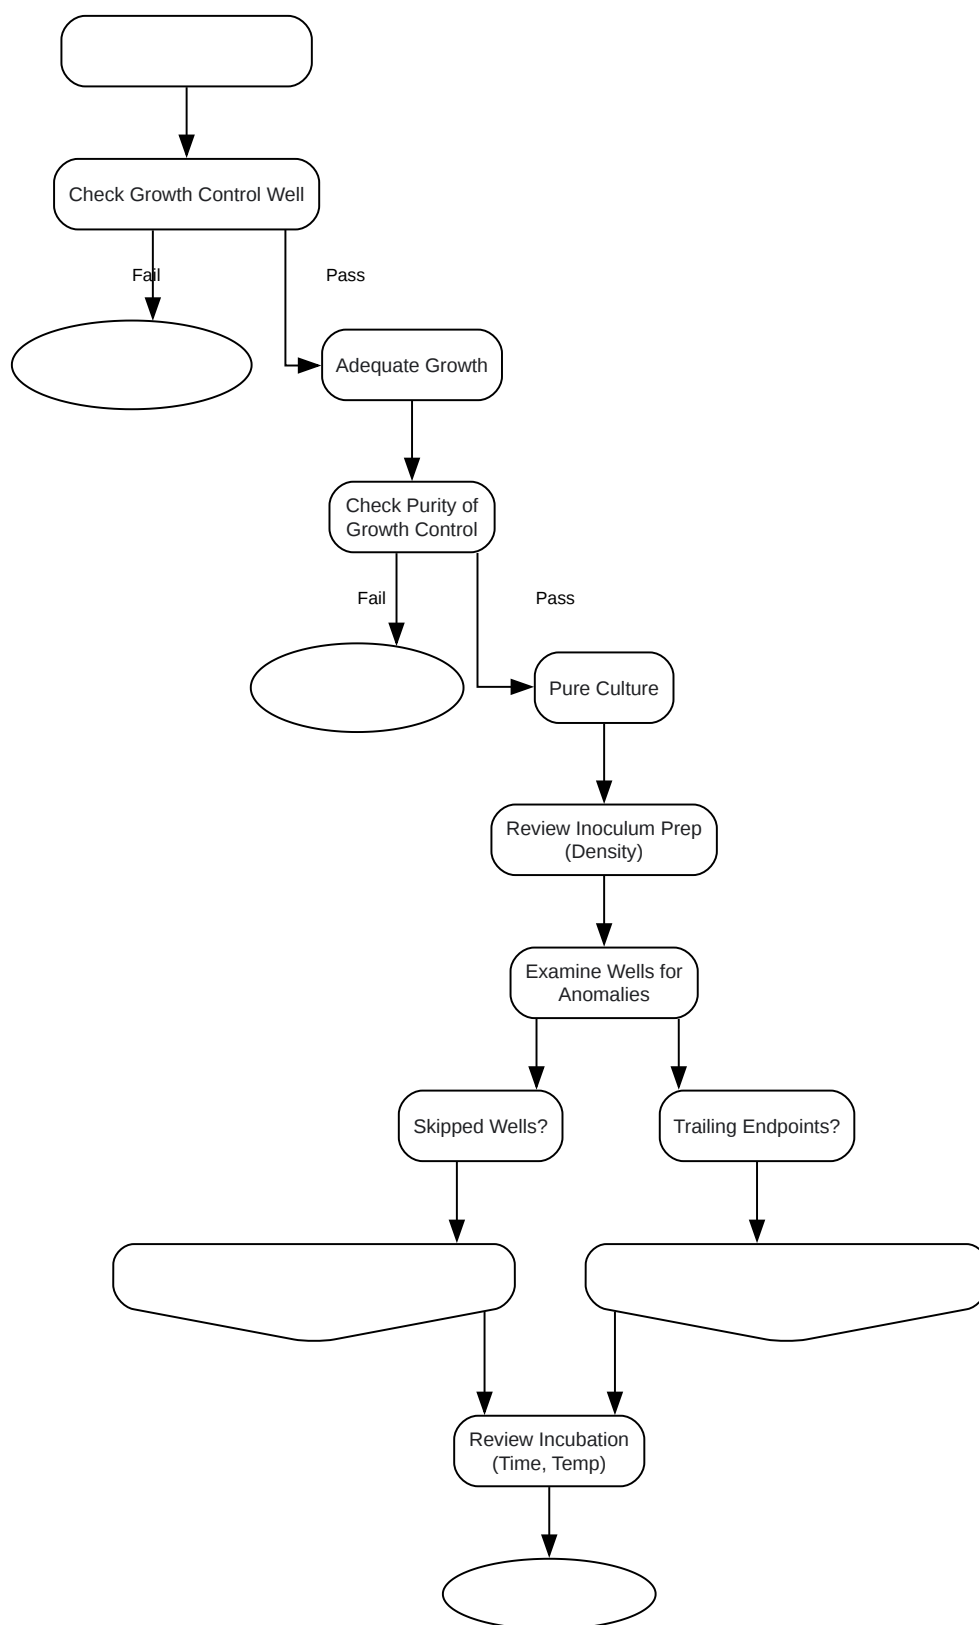 Check Growth Control Well
Fail
Pass
Adequate Growth
Check Purity of
Growth Control
Fail
Pass
Pure Culture
Review Inoculum Prep
(Density)
Examine Wells for
Anomalies
Skipped Wells?
Trailing Endpoints?
Review Incubation
(Time, Temp)